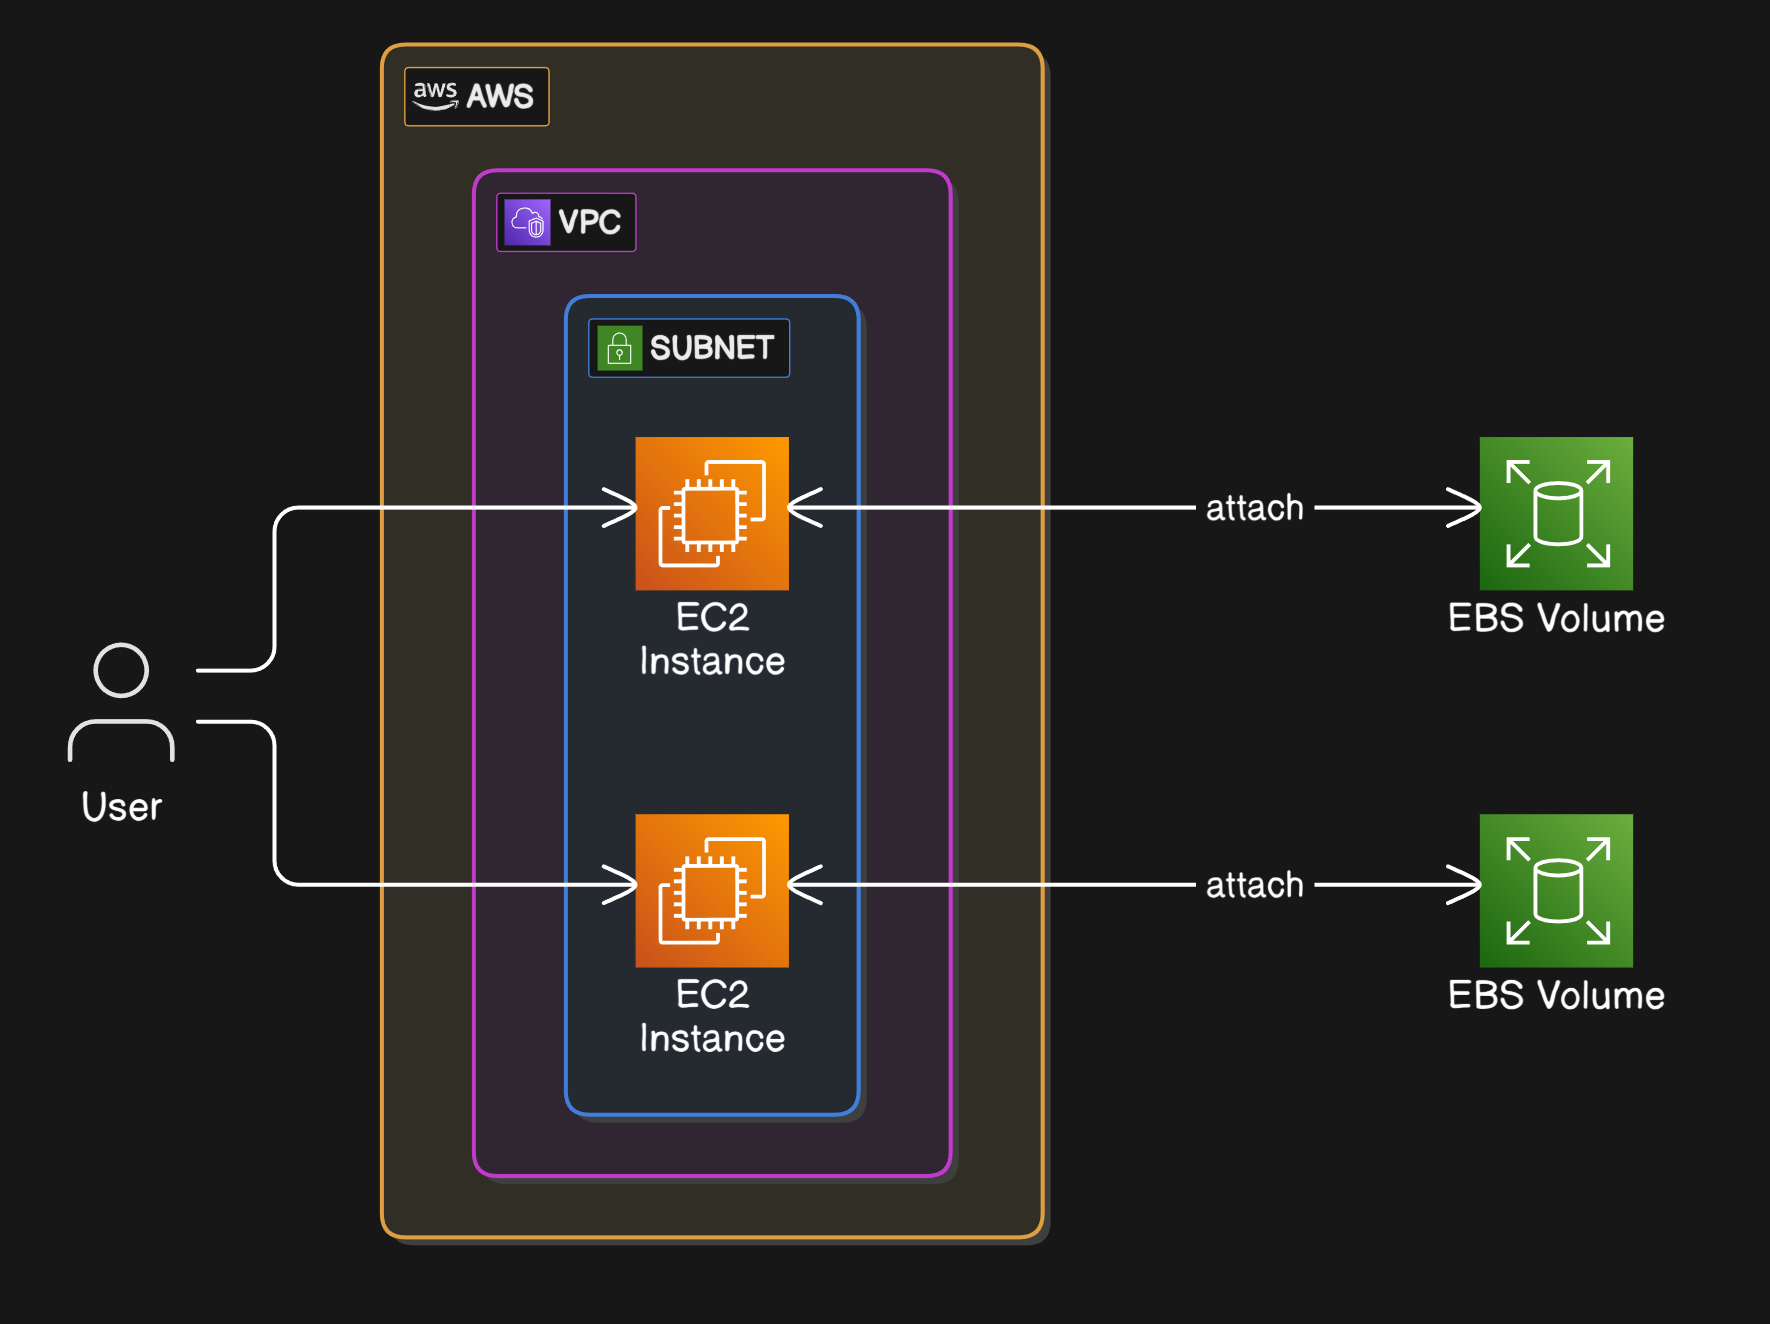 aws AWS
VPC
SUBNET
attach
EC2
Instance
EBS Volume
User
attach
EC2
Instance
EBS Volume